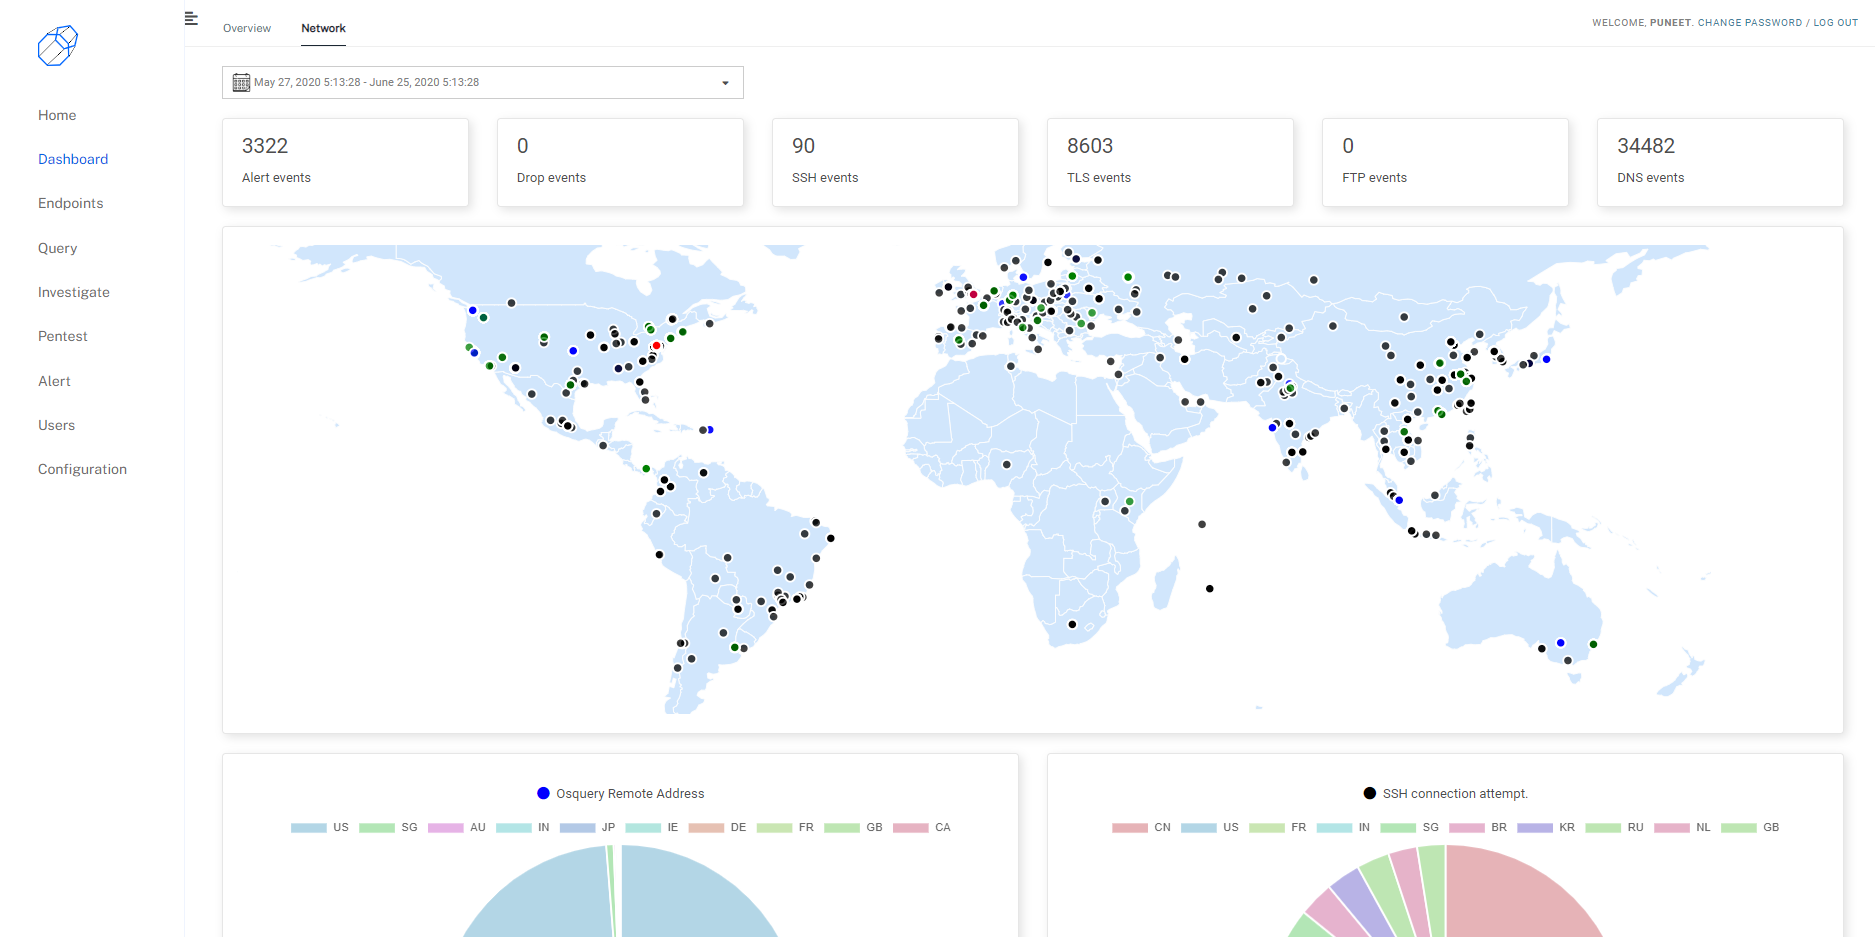 Overview
Network
WELCOME, PUNEET. CHANGE PASSWORD / LOG OUT
Home
Dashboard
Endpoints
Query
Investigate
Pentest
Alert
Users
Configuration
May 27, 2020 5:13:28 - June 25, 2020 5:13:28
3322
Alert events
0
Drop events
90
SSH events
8603
TLS events
0
FTP events
34482
DNS events
Osquery Remote Address
US SG AU IN JP IE DE FR GB CA
SSH connection attempt.
CN US FR IN SG BR KR RU NL GB